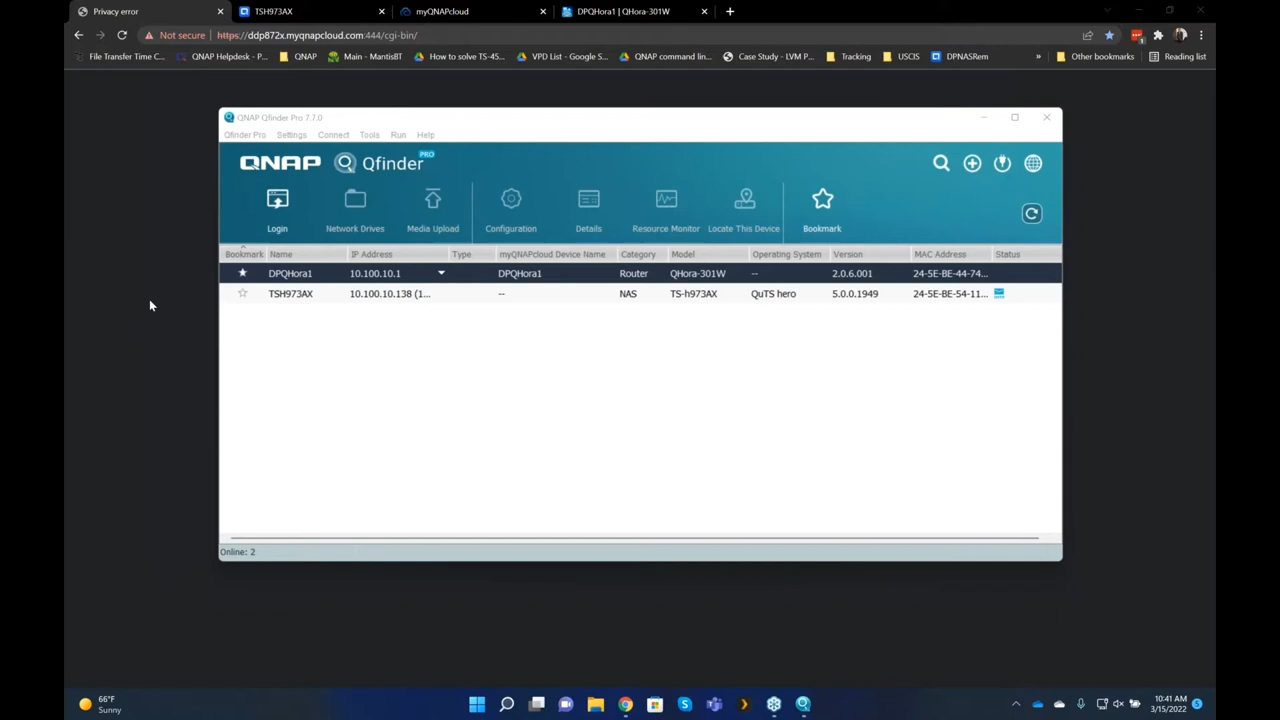 Privacy error
TSH973AX
myQNAPcloud
DPQHora1 | QHora-301W
Not secure
https://ddp872x.myqnapcloud.com:444/cgi-bin/
File Transfer Time C...
QNAP Helpdesk - P...
QNAP
Main - MantisBT
How to solve TS-45...
VPD List - Google S...
QNAP command lin...
Case Study - LVM P...
Tracking
USCIS
DPNASRem
»
Other bookmarks
Reading list
QNAP Qfinder Pro 7.7.0
Qfinder Pro Settings Connect Tools Run Help
QNAP Qfinder PRO
Login Network Drives Media Upload Configuration Details Resource Monitor Locate This Device Bookmark
Bookmark Name IP Address Type myQNAPcloud Device Name Category Model Operating System Version MAC Address Status
DPQHora1 10.100.10.1 DPQHora1 Router QHora-301W -- 2.0.6.001 24-5E-BE-44-74...
TSH973AX 10.100.10.138 (1... -- NAS TS-h973AX QuTS hero 5.0.0.1949 24-5E-BE-54-11...
Online: 2
66°F
Sunny
10:41 AM
3/15/2022